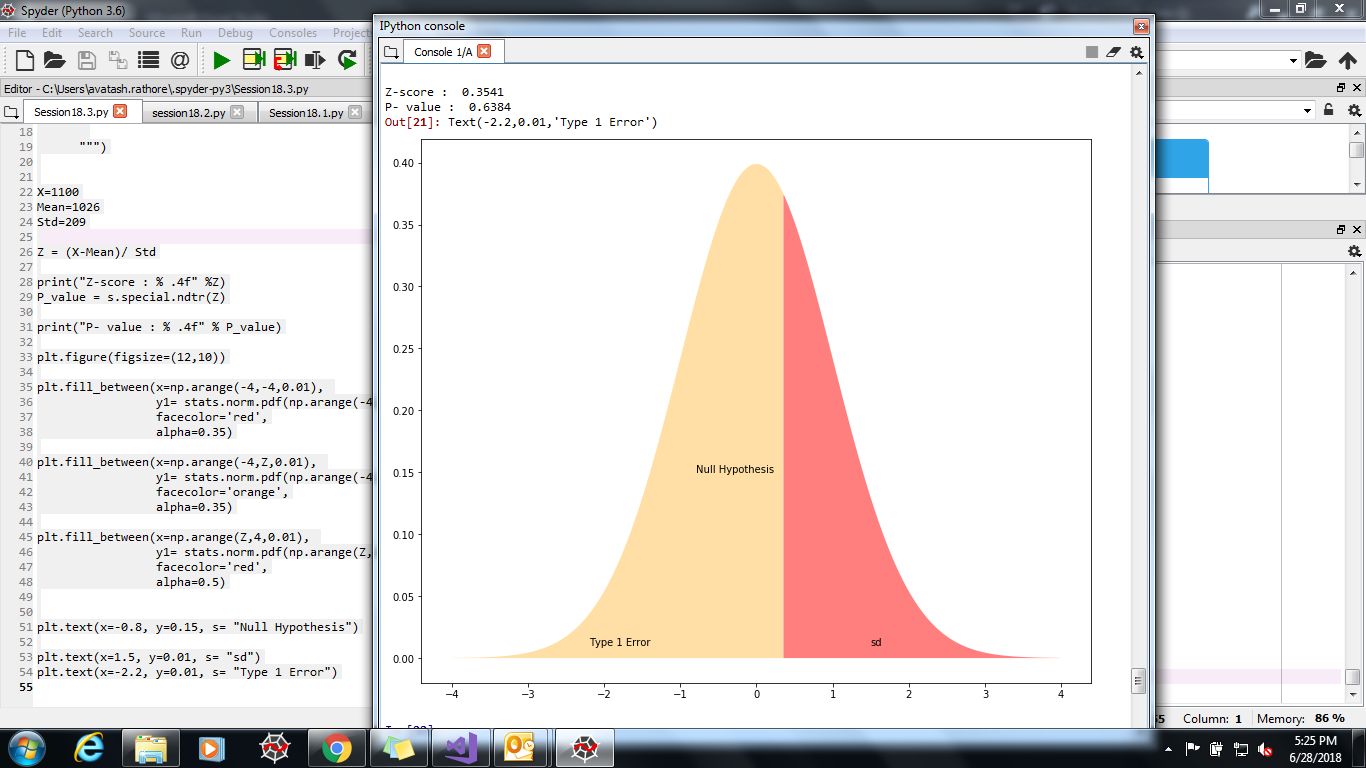 Spyder (Python 3.6)
File Edit Search Source Run Debug Consoles Project
Editor - C:\Users\avatash.rathore\.spyder-py3\Session18.3.py
Session18.3.py session18.2.py Session18.1.py
18
19 """)
20
21
22 X=1100
23 Mean=1026
24 Std=209
25
26 Z = (X-Mean)/ Std
27
28 print("Z-score : % .4f" %Z)
29 P_value = s.special.ndtr(Z)
30
31 print("P- value : % .4f" % P_value)
32
33 plt.figure(figsize=(12,10))
34
35 plt.fill_between(x=np.arange(-4,-4,0.01),
36 y1= stats.norm.pdf(np.arange(-4
37 facecolor='red',
38 alpha=0.35)
39
40 plt.fill_between(x=np.arange(-4,Z,0.01),
41 y1= stats.norm.pdf(np.arange(-4
42 facecolor='orange',
43 alpha=0.35)
44
45 plt.fill_between(x=np.arange(Z,4,0.01),
46 y1= stats.norm.pdf(np.arange(Z,
47 facecolor='red',
48 alpha=0.5)
49
50
51 plt.text(x=-0.8, y=0.15, s= "Null Hypothesis")
52
53 plt.text(x=1.5, y=0.01, s= "sd")
54 plt.text(x=-2.2, y=0.01, s= "Type 1 Error")
55
IPython console
Console 1/A
Z-score :  0.3541
P- value :  0.6384
Out[21]: Text(-2.2,0.01,'Type 1 Error')
0.40
0.35
0.30
0.25
0.20
0.15
0.10
0.05
0.00
Null Hypothesis
Type 1 Error
sd
−4 −3 −2 −1 0 1 2 3 4
Column: 1 Memory: 86 %
5:25 PM
6/28/2018